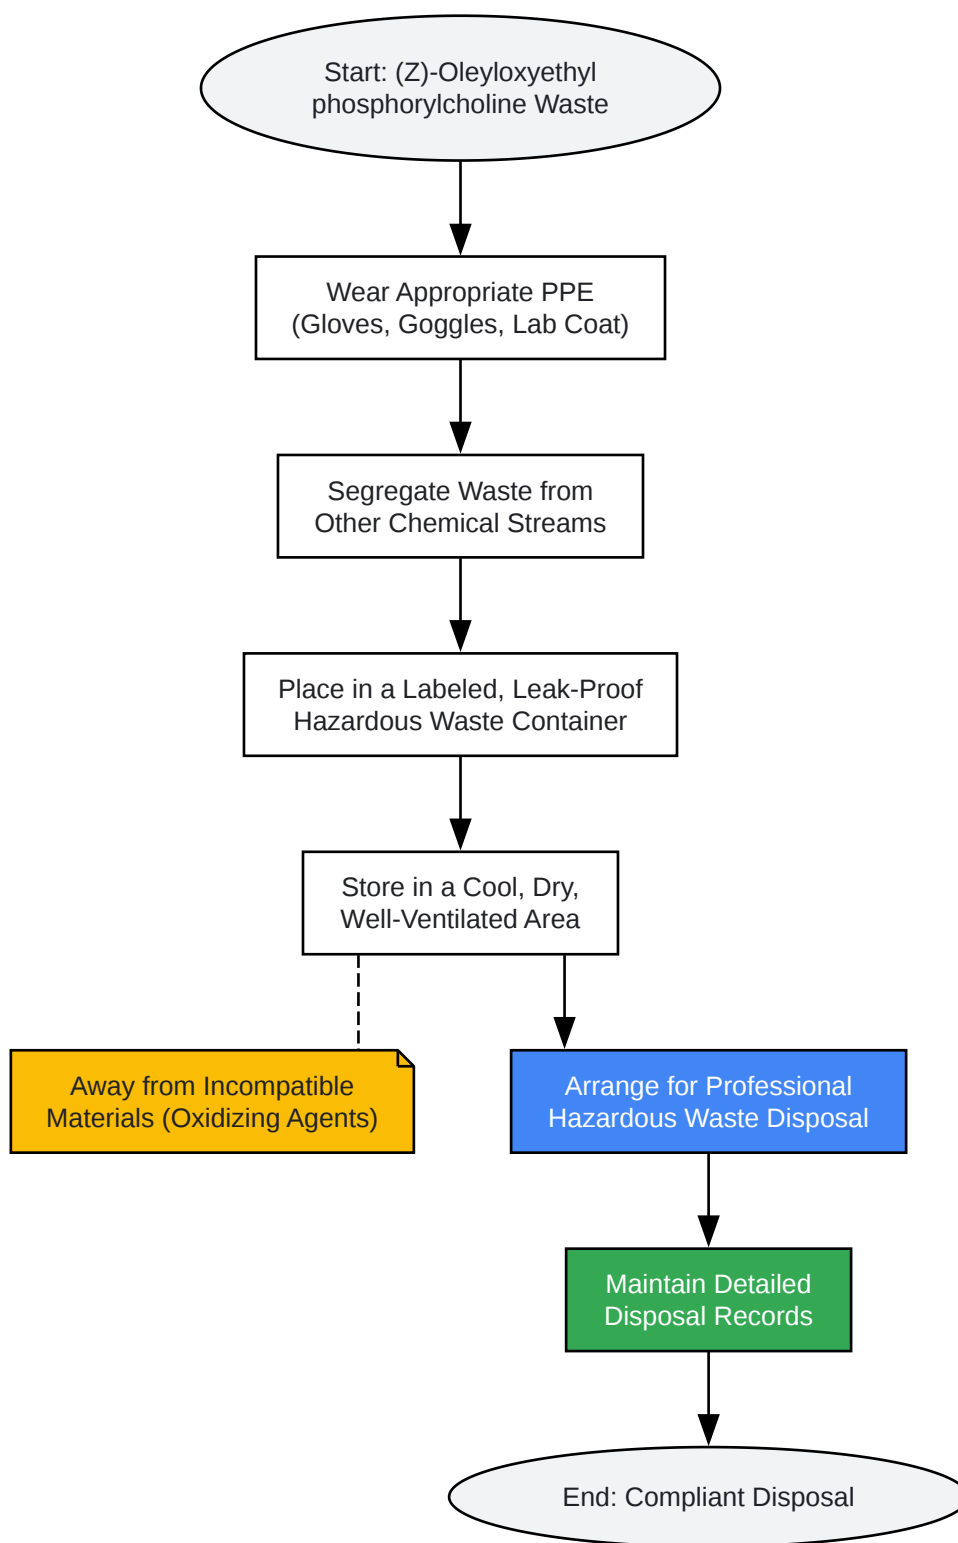 Start: (Z)-Oleyloxyethyl
phosphorylcholine Waste
Wear Appropriate PPE
(Gloves, Goggles, Lab Coat)
Segregate Waste from
Other Chemical Streams
Place in a Labeled, Leak-Proof
Hazardous Waste Container
Store in a Cool, Dry,
Well-Ventilated Area
Away from Incompatible
Materials (Oxidizing Agents)
Arrange for Professional
Hazardous Waste Disposal
Maintain Detailed
Disposal Records
End: Compliant Disposal